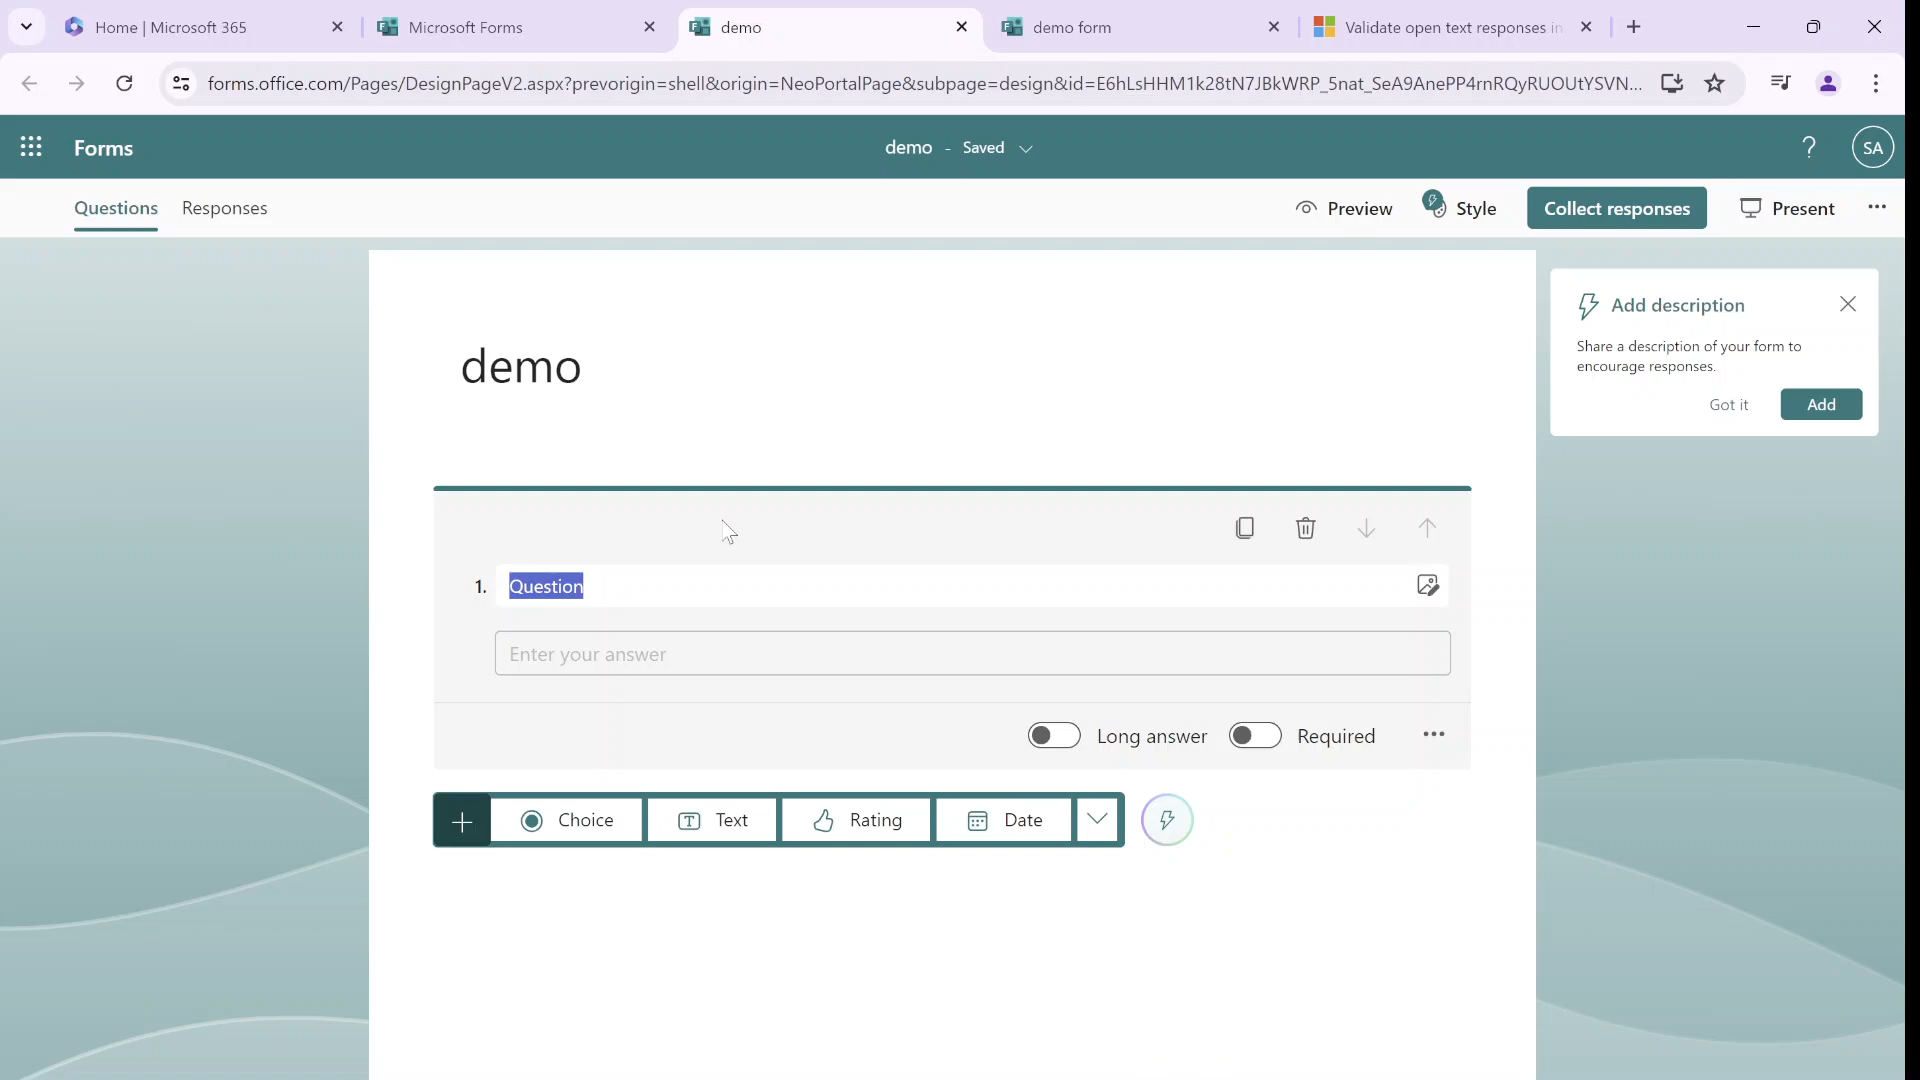 Home | Microsoft 365
Microsoft Forms
demo
demo form
Validate open text responses in
forms.office.com/Pages/DesignPageV2.aspx?prevorigin=shell&origin=NeoPortalPage&subpage=design&id=E6hLsHHM1k28tN7JBkWRP_5nat_SeA9AnePP4rnRQyRUOUtYSVN...
Forms
demo - Saved
?
SA
Questions
Responses
Preview
Style
Collect responses
Present
demo
Add description
Share a description of your form to
encourage responses.
Got it
Add
1. Question
Enter your answer
Long answer
Required
Choice
Text
Rating
Date